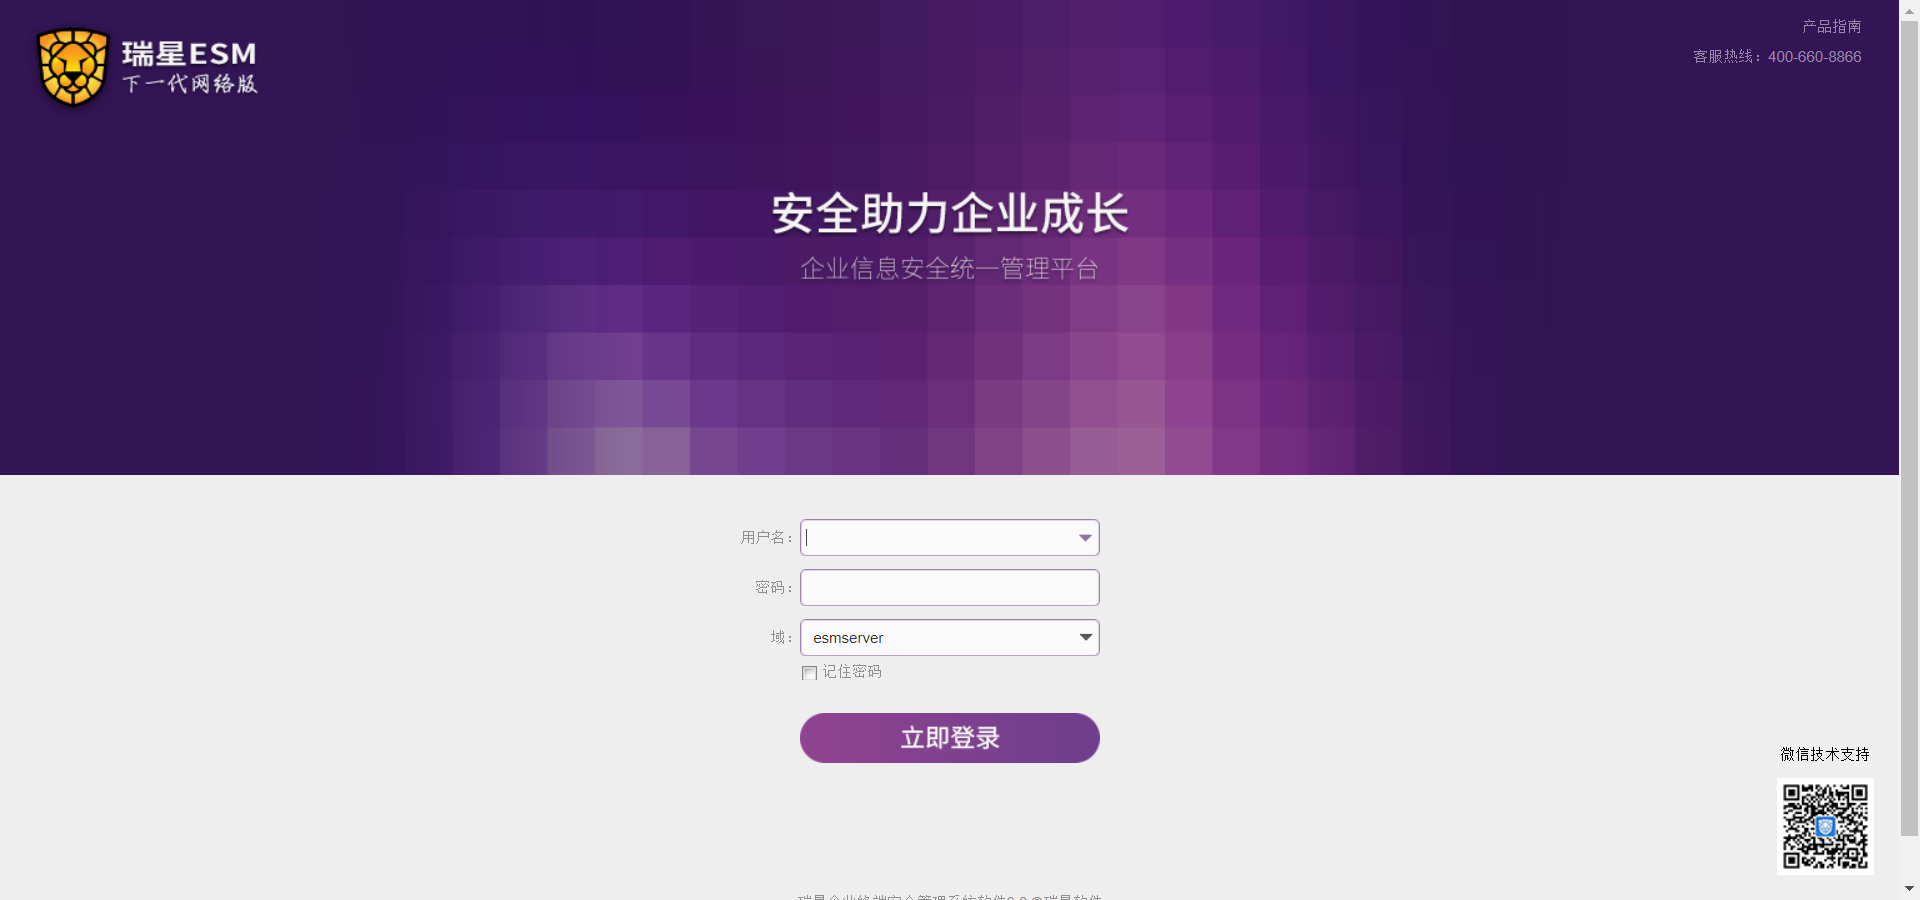 瑞星ESM
下一代网络版
产品指南
客服热线：400-660-8866
安全助力企业成长
企业信息安全统一管理平台
用户名：
密码：
域：
esmserver
记住密码
立即登录
微信技术支持